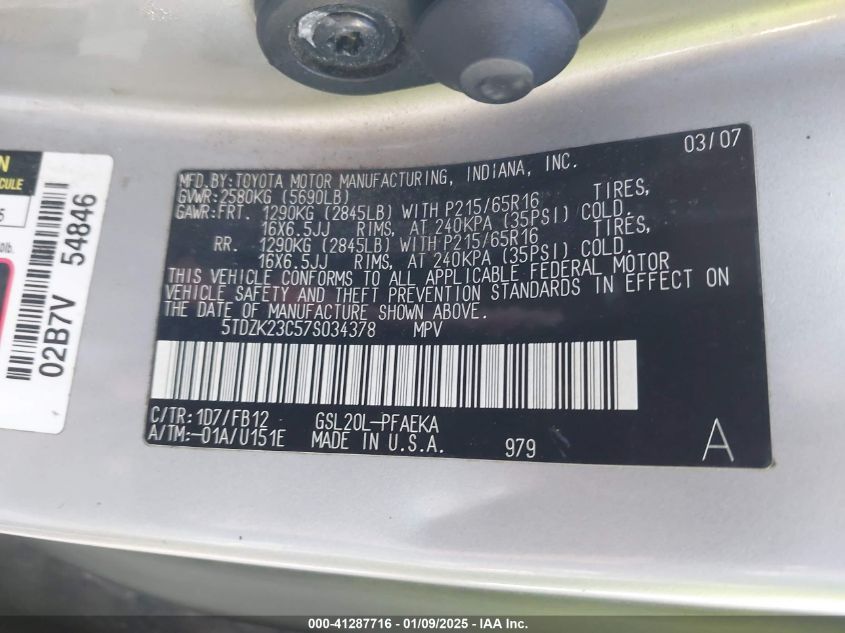 N
CULE
5
olb.
02B7V 54846
03/07
MFD.BY:TOYOTA MOTOR MANUFACTURING, INDIANA, INC.
GVWR:2580KG (5690LB)
GAWR:FRT. 1290KG (2845LB) WITH P215/65R16 TIRES,
16X6.5JJ RIMS, AT 240KPA (35PSI) COLD.
RR. 1290KG (2845LB) WITH P215/65R16 TIRES,
16X6.5JJ RIMS, AT 240KPA (35PSI) COLD.
THIS VEHICLE CONFORMS TO ALL APPLICABLE FEDERAL MOTOR
VEHICLE SAFETY AND THEFT PREVENTION STANDARDS IN EFFECT ON
THE DATE OF MANUFACTURE SHOWN ABOVE.
5TDZK23C57S034378 MPV
C/TR:1D7/FB12 GSL20L-PFAEKA
A/TM:-01A/U151E MADE IN U.S.A. 979 A
000-41287716 - 01/09/2025 - IAA Inc.